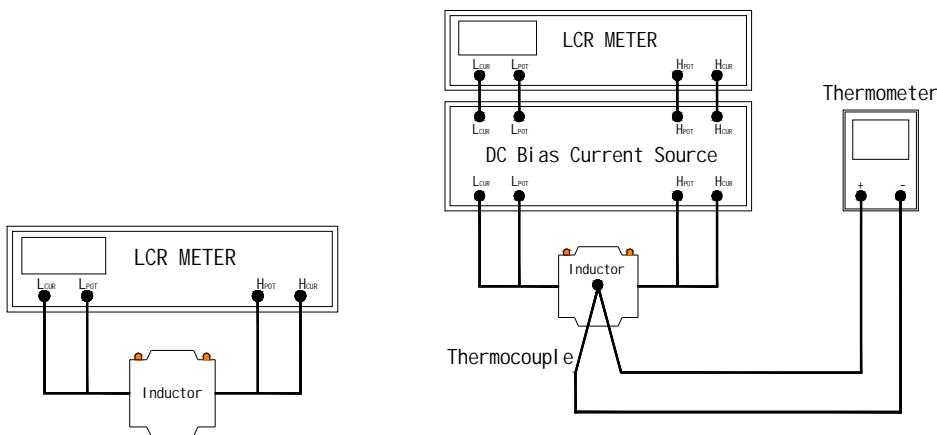 LCR METER
LCUR LPOT HPOT HCUR
Inductor
LCR METER
LCUR LPOT HPOT HCUR
LCUR LPOT HPOT HCUR
DC Bias Current Source
LCUR LPOT HPOT HCUR
Inductor
Thermocouple
Thermometer
+ -